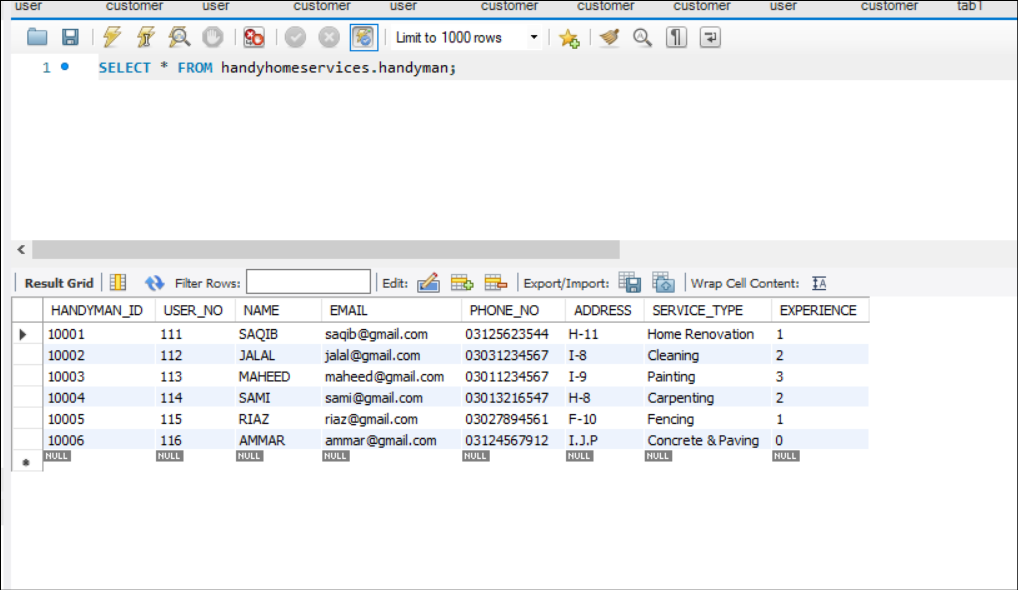 user customer user customer user customer customer customer user customer tab1
Limit to 1000 rows
1 SELECT * FROM handyhomeservices.handyman;
Result Grid Filter Rows: Edit: Export/Import: Wrap Cell Content: IA
HANDYMAN_ID USER_NO NAME EMAIL PHONE_NO ADDRESS SERVICE_TYPE EXPERIENCE
10001 111 SAQIB saqib@gmail.com 03125623544 H-11 Home Renovation 1
10002 112 JALAL jalal@gmail.com 03031234567 I-8 Cleaning 2
10003 113 MAHEED maheed@gmail.com 03011234567 I-9 Painting 3
10004 114 SAMI sami@gmail.com 03013216547 H-8 Carpenting 2
10005 115 RIAZ riaz@gmail.com 03027894561 F-10 Fencing 1
10006 116 AMMAR ammar@gmail.com 03124567912 I.J.P Concrete & Paving 0
NULL NULL NULL NULL NULL NULL NULL NULL